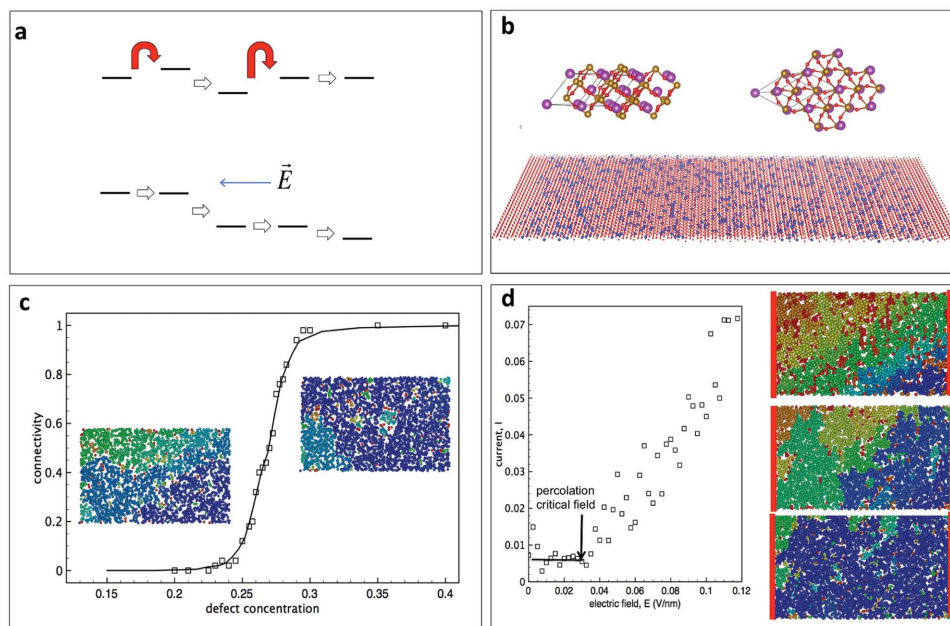 a
E
b
c
c
connectivity
1
0.8
0.6
0.4
0.2
0
0.15
0.2
0.25
0.3
0.35
0.4
defect concentration
d
current, I
0.07
0.06
0.05
0.04
0.03
0.02
0.01
0
percolation
critical field
0
0.02
0.04
0.06
0.08
0.1
0.12
electric field, E (V/nm)